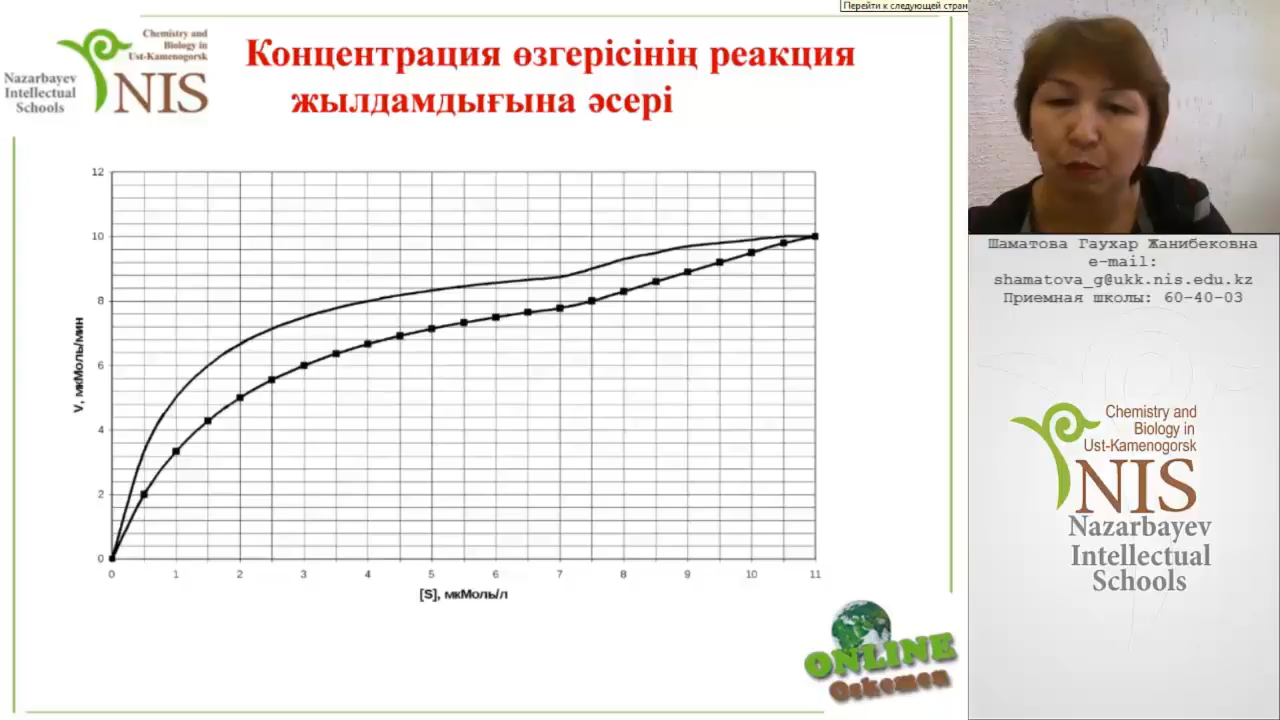 Перейти к следующей стран
Chemistry and
Biology in
Ust-Kamenogorsk
Nazarbayev
Intellectual
Schools
NIS
Концентрация өзгерісінің реакция
жылдамдығына әсері
V, мкМоль/мин
12
10
8
6
4
2
0
0 1 2 3 4 5 6 7 8 9 10 11
[S], мкМоль/л
ONLINE
Oskemen
Шаматова Гаухар Жанибековна
e-mail:
shamatova_g@ukk.nis.edu.kz
Приемная школы: 60-40-03
Chemistry and
Biology in
Ust-Kamenogorsk
NIS
Nazarbayev
Intellectual
Schools